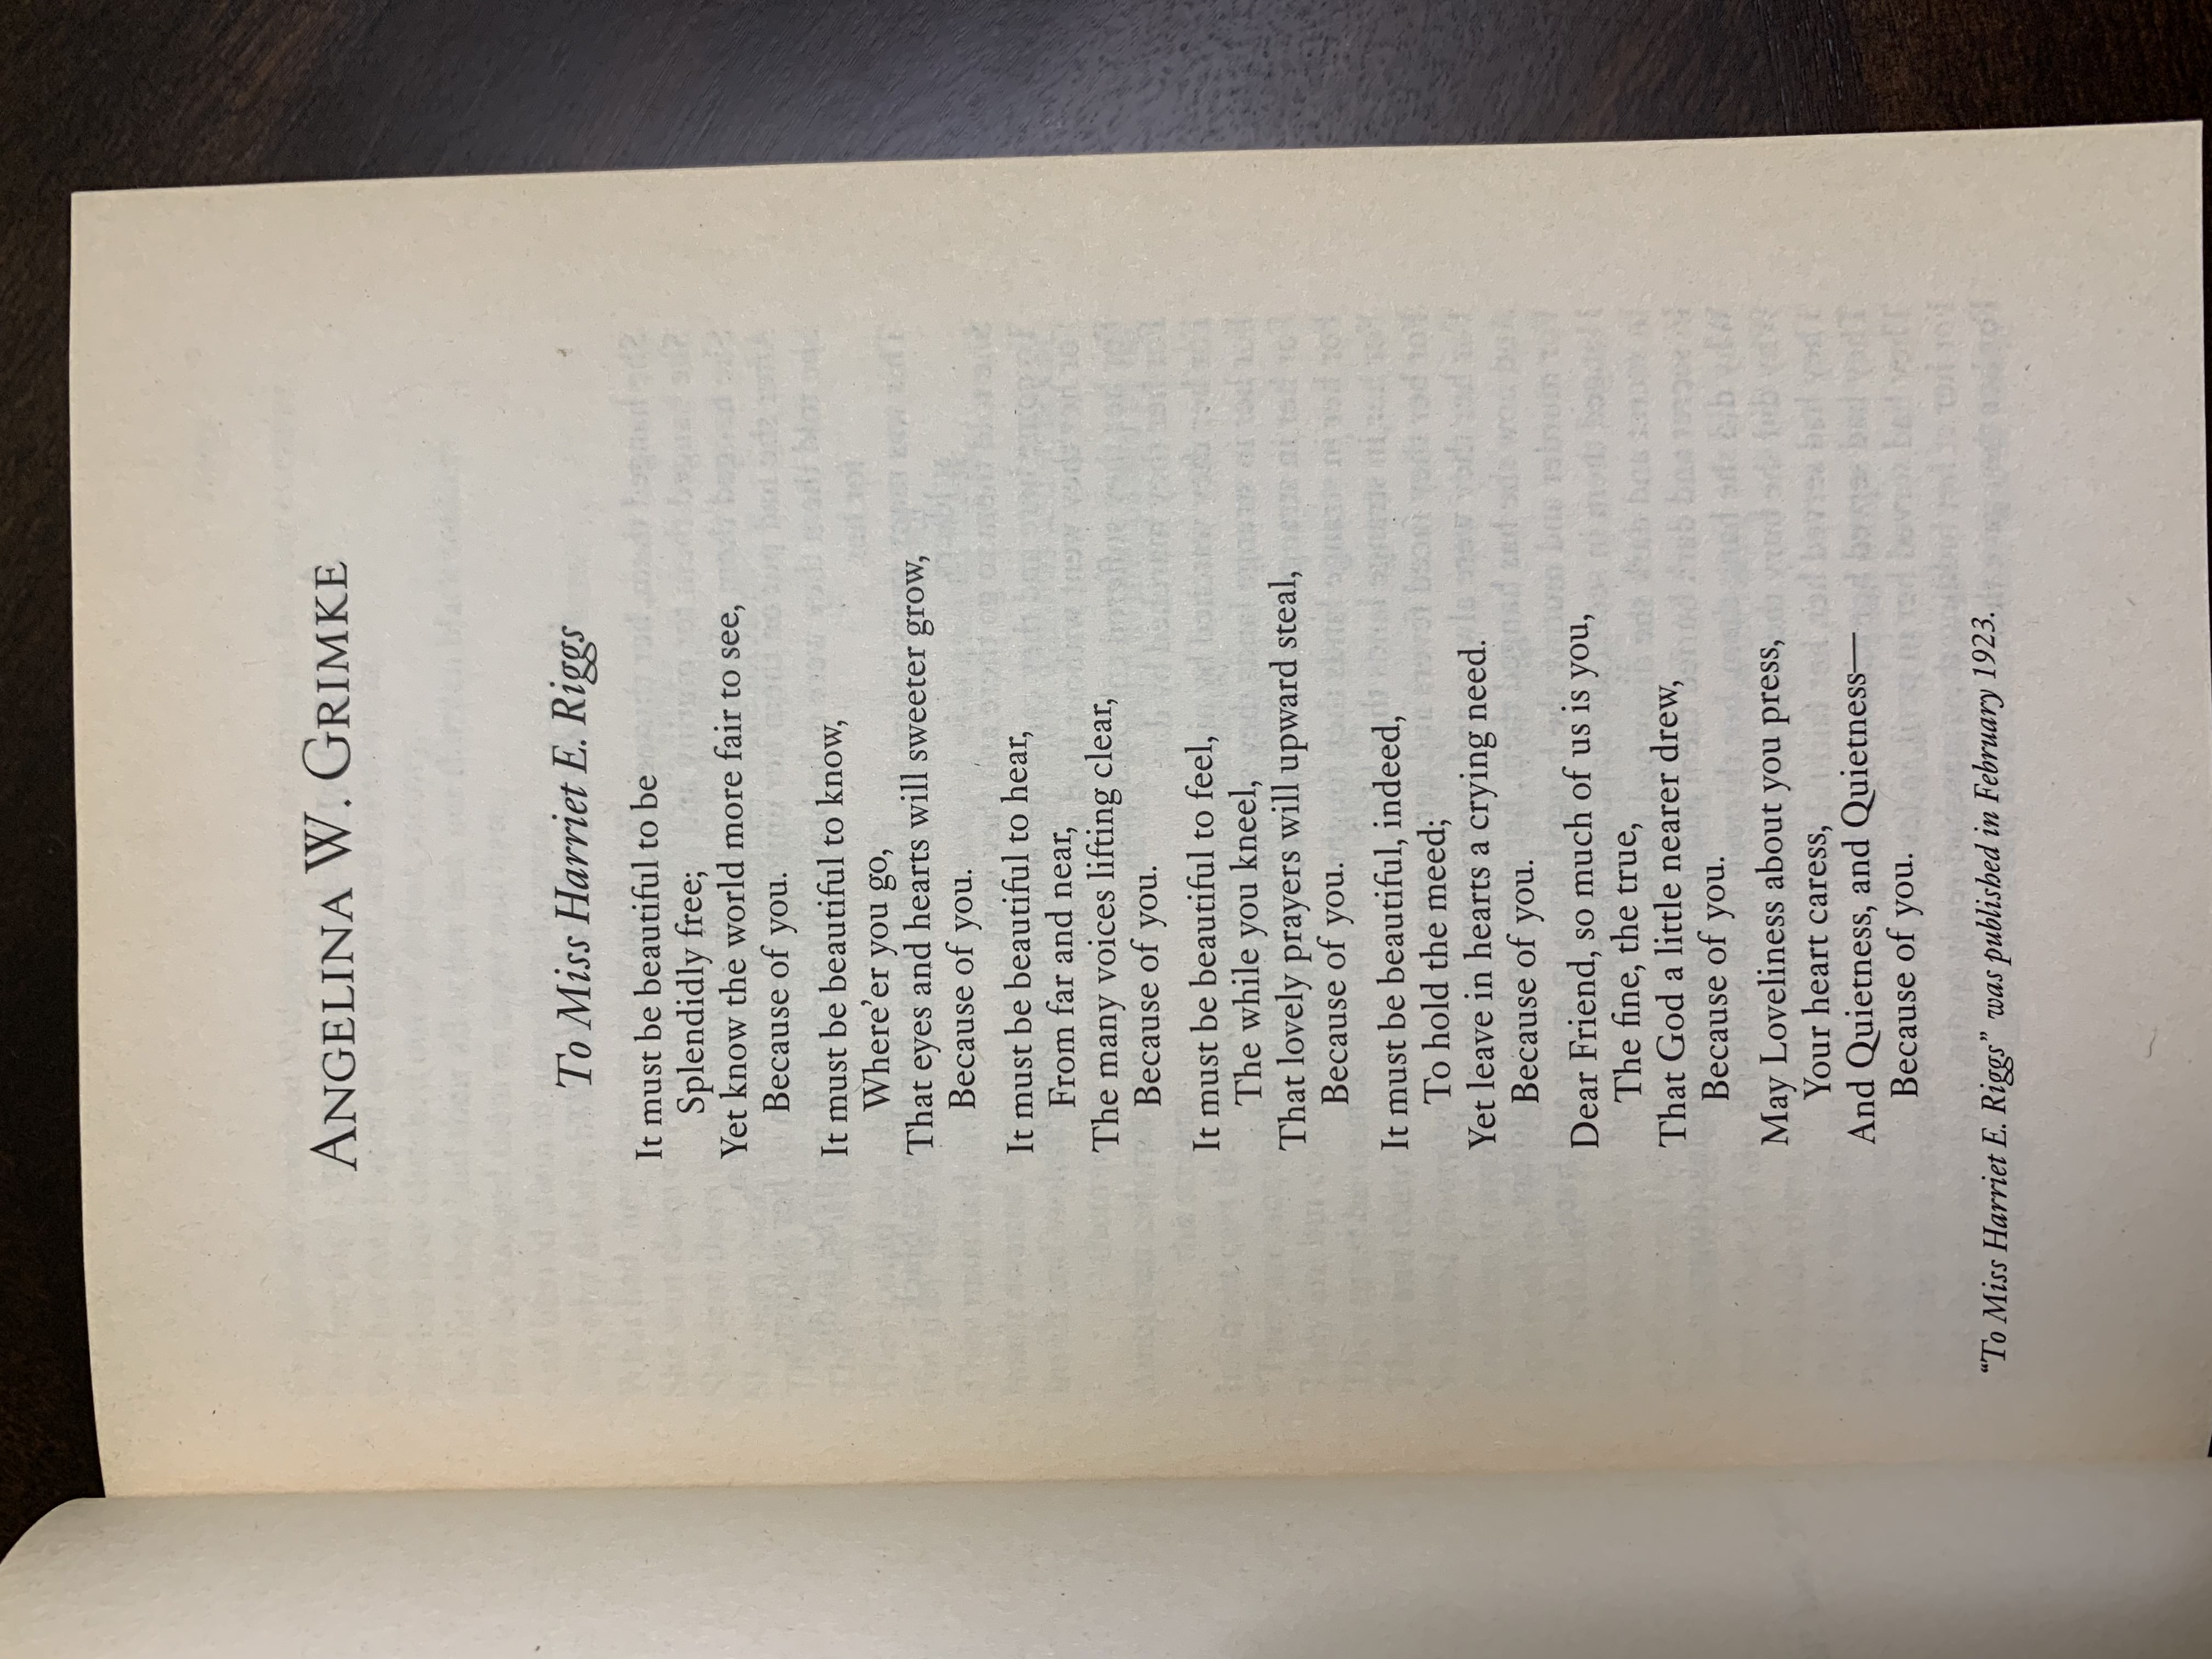 ANGELINA W. GRIMKE
To Miss Harriet E. Riggs
It must be beautiful to be
Splendidly free;
Yet know the world more fair to see,
Because of you.
It must be beautiful to know,
Where'er you go,
That eyes and hearts will sweeter grow,
Because of you.
It must be beautiful to hear,
From far and near,
The many voices lifting clear,
Because of you.
It must be beautiful to feel,
The while you kneel,
That lovely prayers will upward steal,
Because of you.
It must be beautiful, indeed,
To hold the meed;
Yet leave in hearts a crying need.
Because of you.
Dear Friend, so much of us is you,
The fine, the true,
That God a little nearer drew,
Because of you.
May Loveliness about you press,
Your heart caress,
And Quietness, and Quietness—
Because of you.
"To Miss Harriet E. Riggs" was published in February 1923.